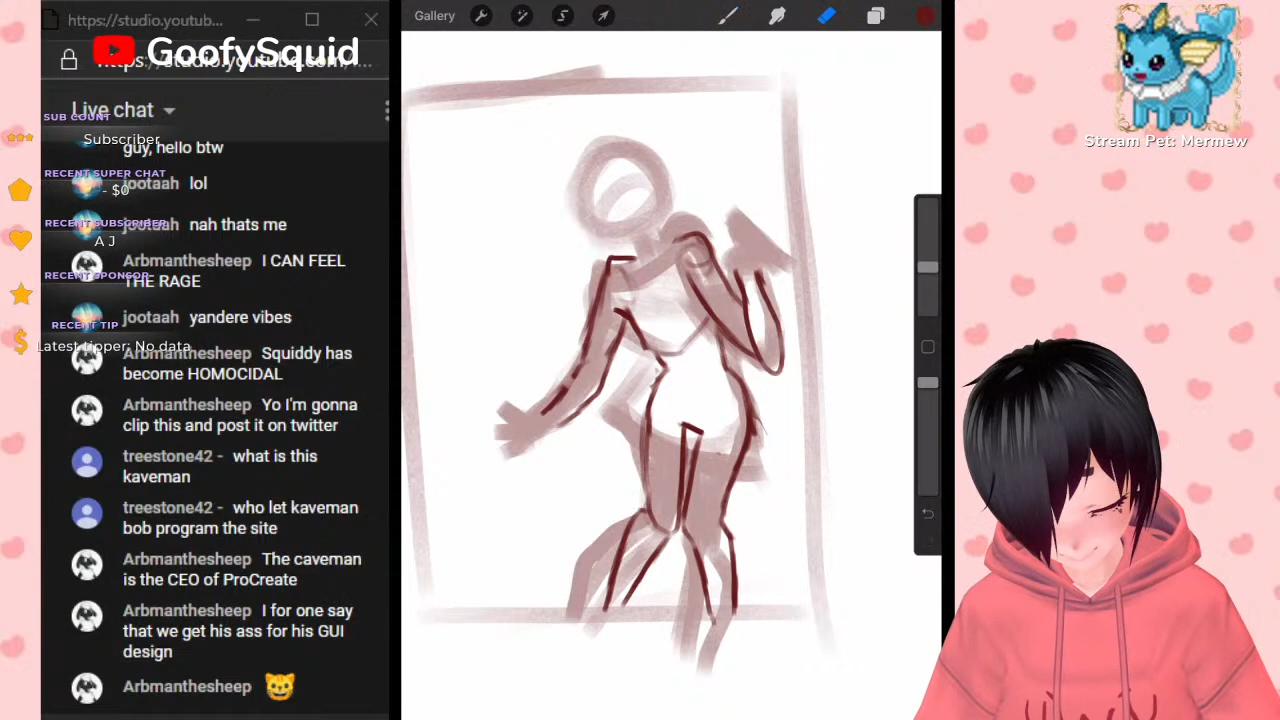 https://studio.youtub...
GoofySquid
https://studio.youtube.com/...
Live chat
SUB COUNT
Subscriber
guy, hello btw
RECENT SUPER CHAT
- $0
jootaah lol
RECENT SUBSCRIBER
A J
jootaah nah thats me
Arbmanthesheep I CAN FEEL
THE RAGE
RECENT SPONSOR
jootaah yandere vibes
RECENT TIP
Latest tipper: No data
Arbmanthesheep Squiddy has
become HOMOCIDAL
Arbmanthesheep Yo I'm gonna
clip this and post it on twitter
treestone42 - what is this
kaveman
treestone42 - who let kaveman
bob program the site
Arbmanthesheep The caveman
is the CEO of ProCreate
Arbmanthesheep I for one say
that we get his ass for his GUI
design
Arbmanthesheep 😺
Gallery
Stream Pet: Mermew